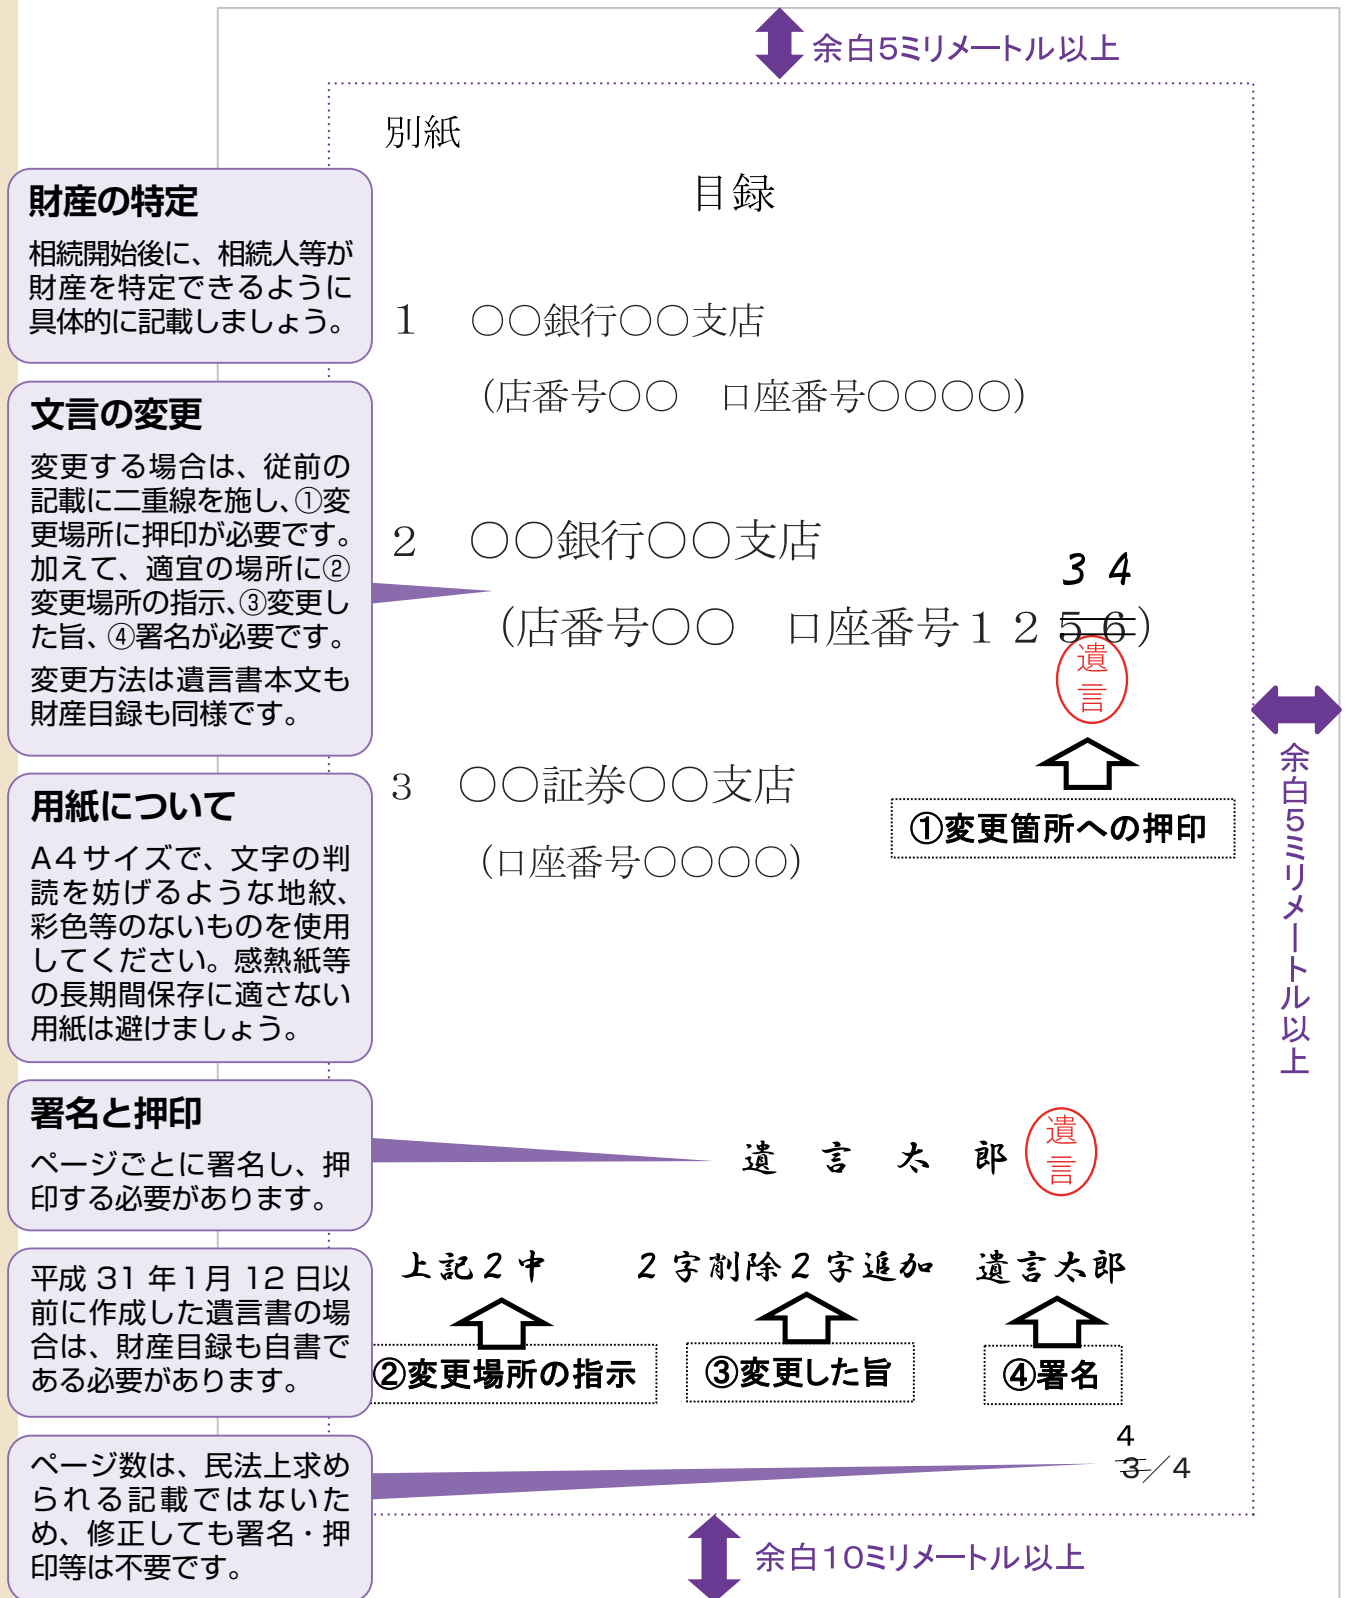 余白5ミリメートル以上
別紙
目録
財産の特定
相続開始後に、相続人等が
財産を特定できるように
具体的に記載しましょう。
1 ○○銀行○○支店
(店番号○○ 口座番号○○○○)
文言の変更
変更する場合は、従前の
記載に二重線を施し、①変
更場所に押印が必要です。
加えて、適宜の場所に②
変更場所の指示、③変更し
た旨、④署名が必要です。
変更方法は遺言書本文も
財産目録も同様です。
2 ○○銀行○○支店
3 4
(店番号○○ 口座番号1 2 5 6)
遺言
①変更箇所への押印
余白5ミリメートル以上
3 ○○証券○○支店
(口座番号○○○○)
用紙について
A4サイズで、文字の判
読を妨げるような地紋、
彩色等のないものを使用
してください。感熱紙等
の長期間保存に適さない
用紙は避けましょう。
署名と押印
ページごとに署名し、押
印する必要があります。
遺 言 太 郎 遺言
平成 31 年1月 12 日以
前に作成した遺言書の場
合は、財産目録も自書で
ある必要があります。
上記2中 2字削除2字追加 遺言太郎
②変更場所の指示 ③変更した旨 ④署名
ページ数は、民法上求め
られる記載ではないた
め、修正しても署名・押
印等は不要です。
4
3/4
余白10ミリメートル以上